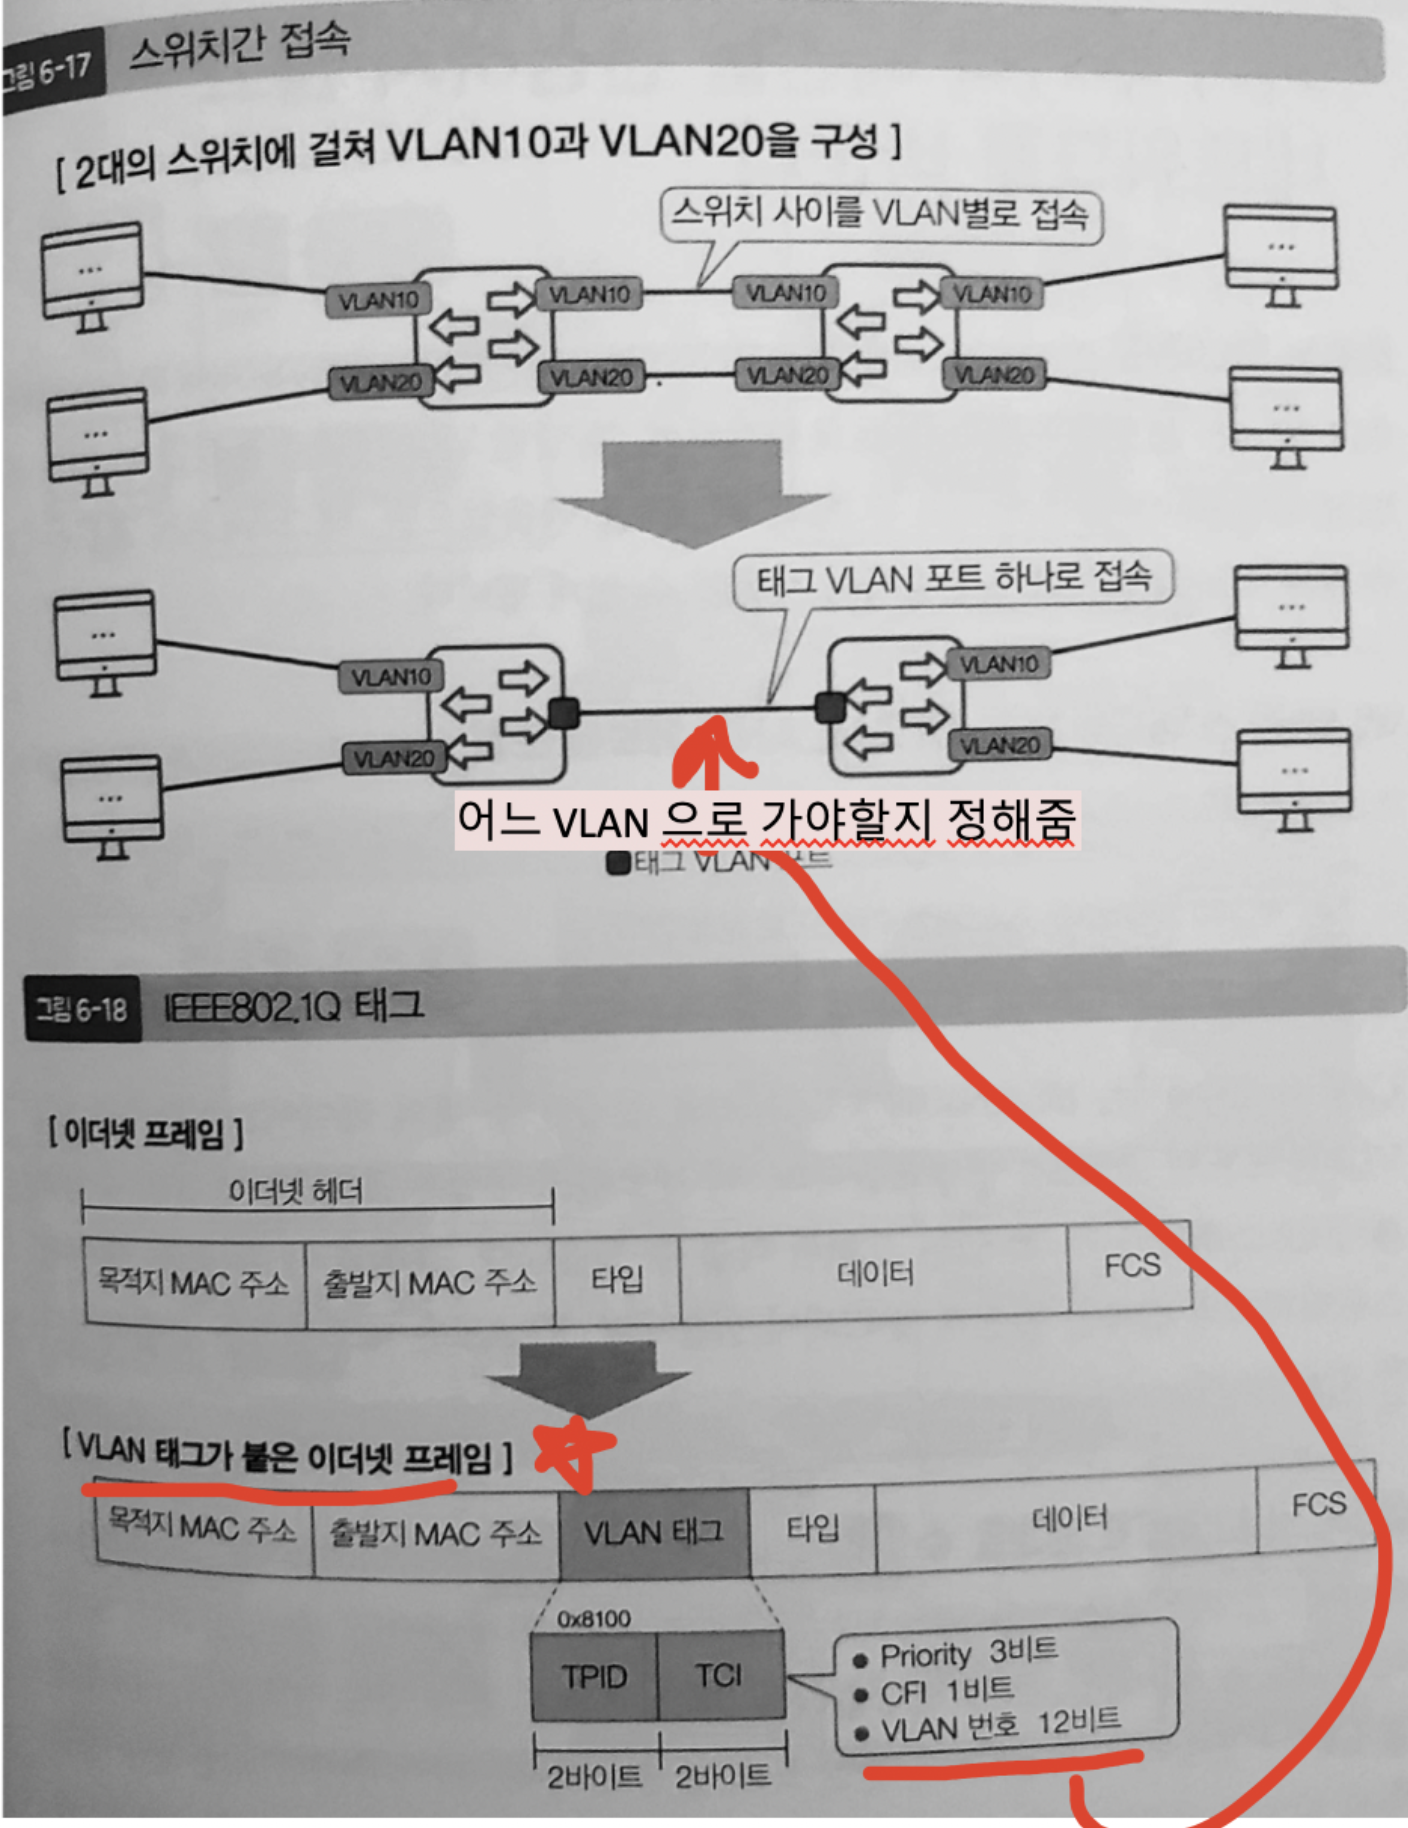 그림 6-17 스위치간 접속
[ 2대의 스위치에 걸쳐 VLAN10과 VLAN20을 구성 ]
스위치 사이를 VLAN별로 접속
...
...
VLAN10 VLAN10 VLAN10 VLAN10
VLAN20 VLAN20 VLAN20 VLAN20
...
...
태그 VLAN 포트 하나로 접속
...
...
VLAN10 VLAN10
VLAN20 VLAN20
...
...
어느 VLAN 으로 가야할지 정해줌
태그 VLAN 포트
그림 6-18 IEEE802.1Q 태그
[ 이더넷 프레임 ]
이더넷 헤더
목적지 MAC 주소 출발지 MAC 주소 타입 데이터 FCS
[ VLAN 태그가 붙은 이더넷 프레임 ]
목적지 MAC 주소 출발지 MAC 주소 VLAN 태그 타입 데이터 FCS
0x8100
TPID TCI
● Priority 3비트
● CFI 1비트
● VLAN 번호 12비트
2바이트 2바이트